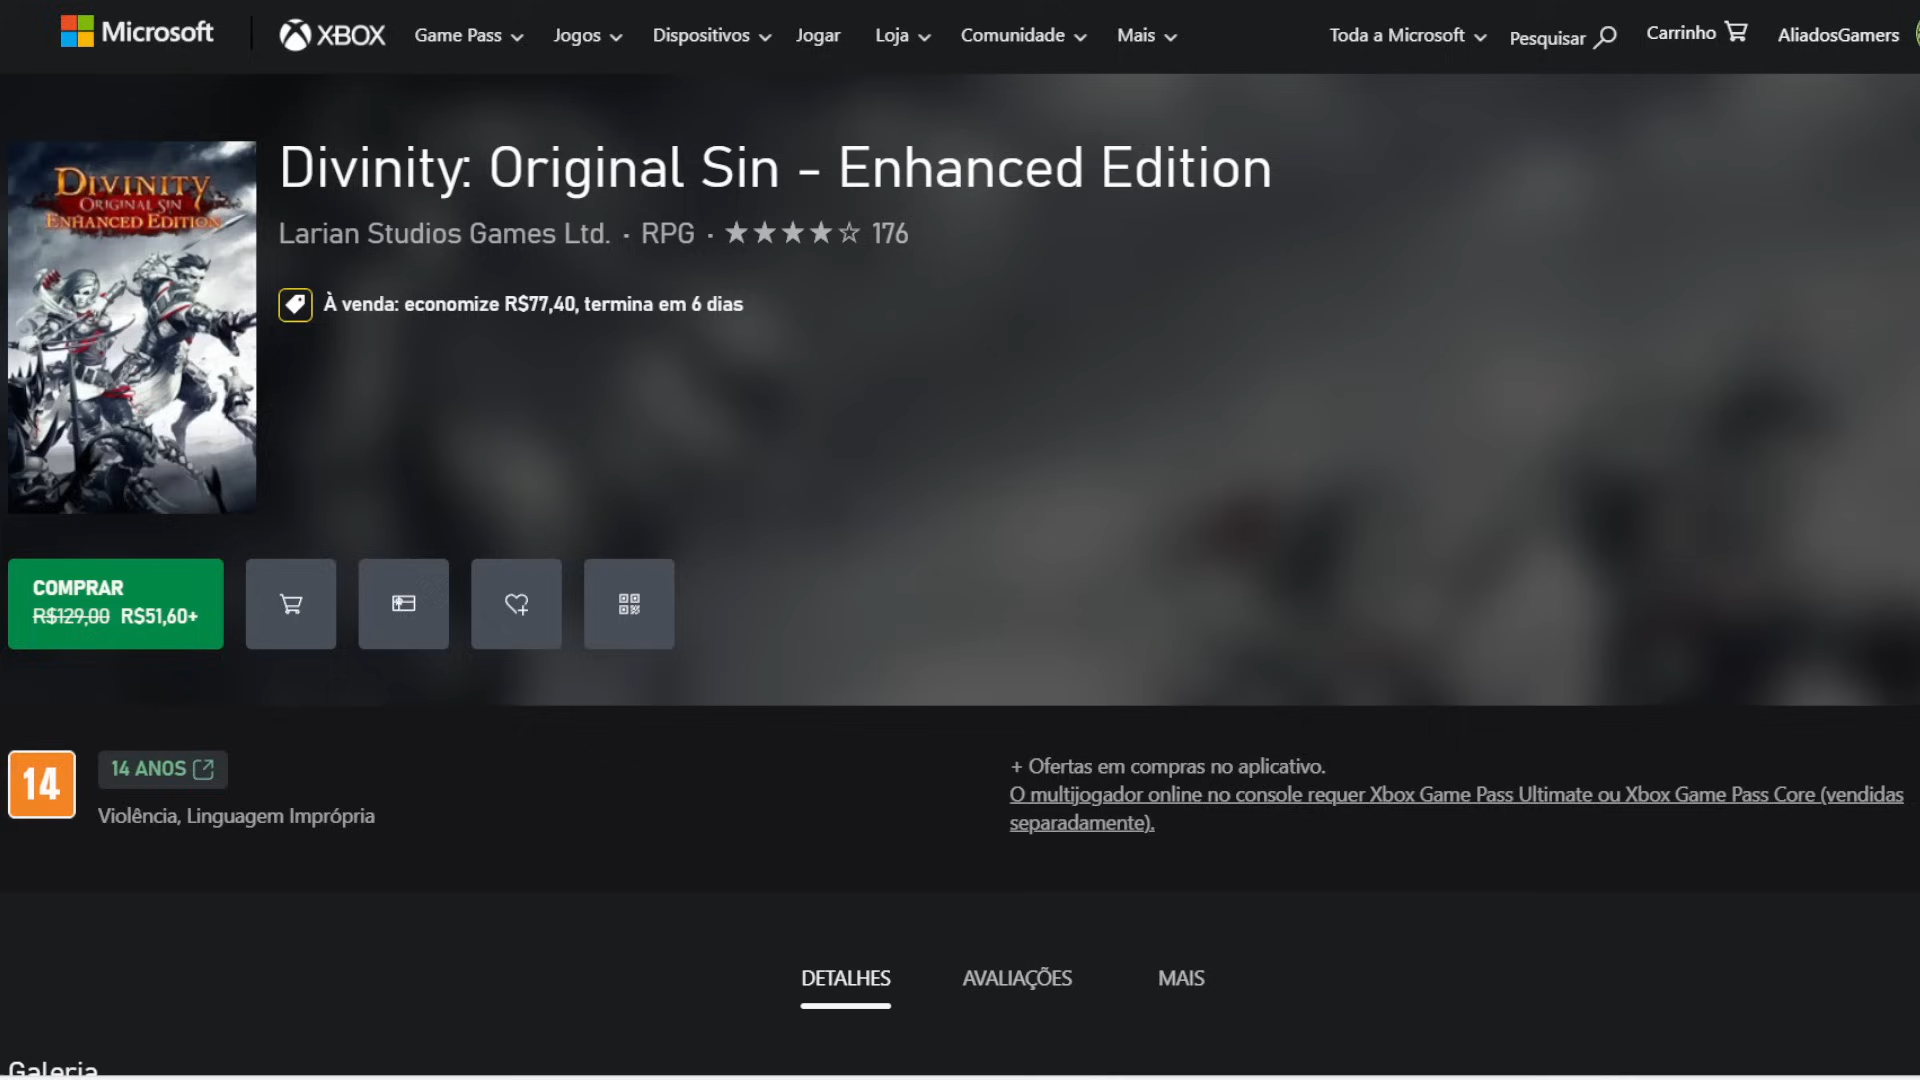 Microsoft
XBOX
Game Pass
Jogos
Dispositivos
Jogar
Loja
Comunidade
Mais
Toda a Microsoft
Pesquisar
Carrinho
AliadosGamers
DIVINITY
ORIGINAL SIN
ENHANCED EDITION
Divinity: Original Sin - Enhanced Edition
Larian Studios Games Ltd. · RPG · ★★★★☆ 176
À venda: economize R$77,40, termina em 6 dias
COMPRAR
R$129,00 R$51,60+
14
14 ANOS
Violência, Linguagem Imprópria
+ Ofertas em compras no aplicativo.
O multijogador online no console requer Xbox Game Pass Ultimate ou Xbox Game Pass Core (vendidas
separadamente).
DETALHES
AVALIAÇÕES
MAIS
Galeria